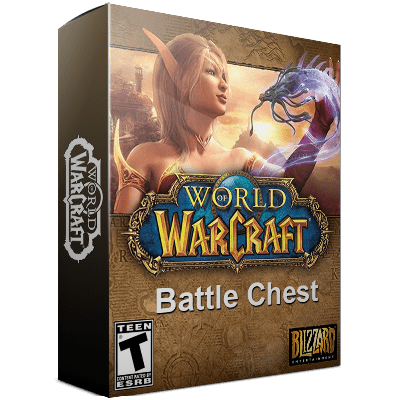 WORLD
OF
WARCRAFT
WORLD
OF
WARCRAFT
Battle Chest
TEEN
T
CONTENT RATED BY
ESRB
BLIZZARD
ENTERTAINMENT